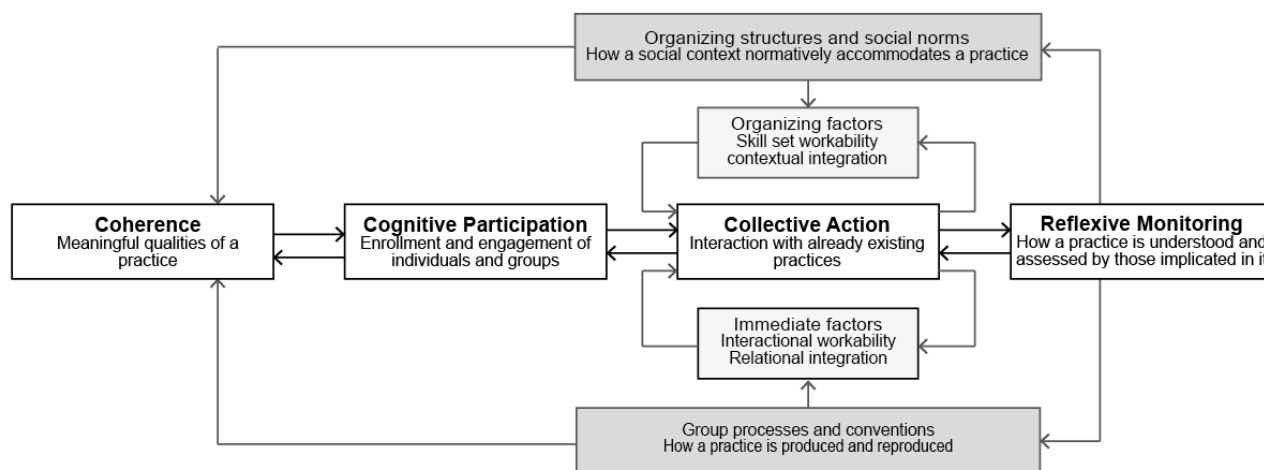 Organizing structures and social norms
How a social context normatively accommodates a practice
Organizing factors
Skill set workability
contextual integration
Coherence
Meaningful qualities of a
practice
Cognitive Participation
Enrollment and engagement of
individuals and groups
Collective Action
Interaction with already existing
practices
Reflexive Monitoring
How a practice is understood and
assessed by those implicated in it
Immediate factors
Interactional workability
Relational integration
Group processes and conventions
How a practice is produced and reproduced